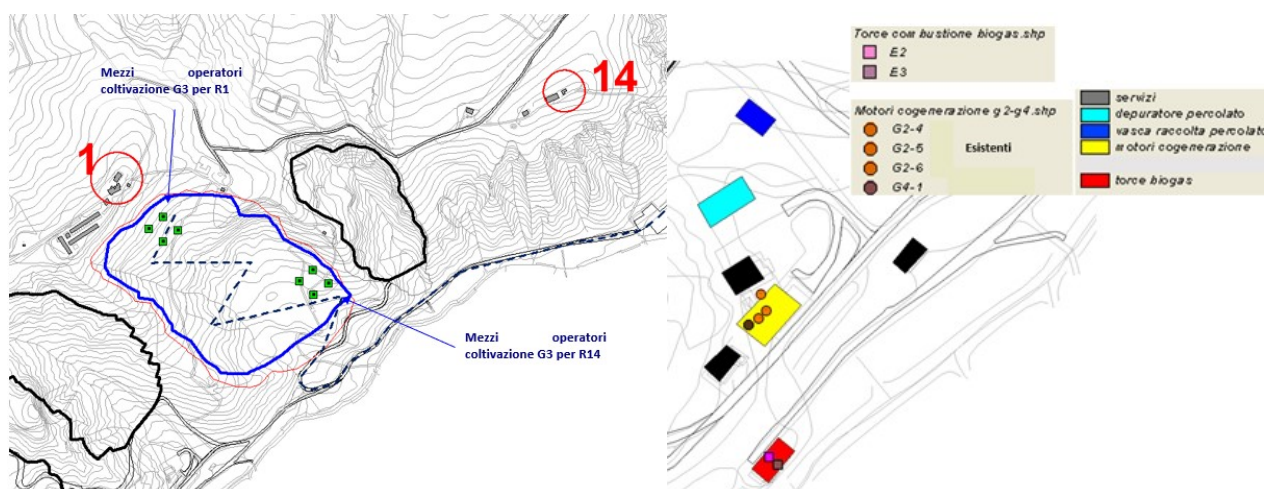 Mezzi operatori
coltivazione G3 per R1
14
1
Mezzi operatori
coltivazione G3 per R14
Torce combustione biogas.shp
E2
E3
Motori cogenerazione g2-g4.shp
G2-4
G2-5
G2-6
G4-1
Esistenti
servizi
depuratore percolato
vasca raccolta percolato
motori cogenerazione
torce biogas